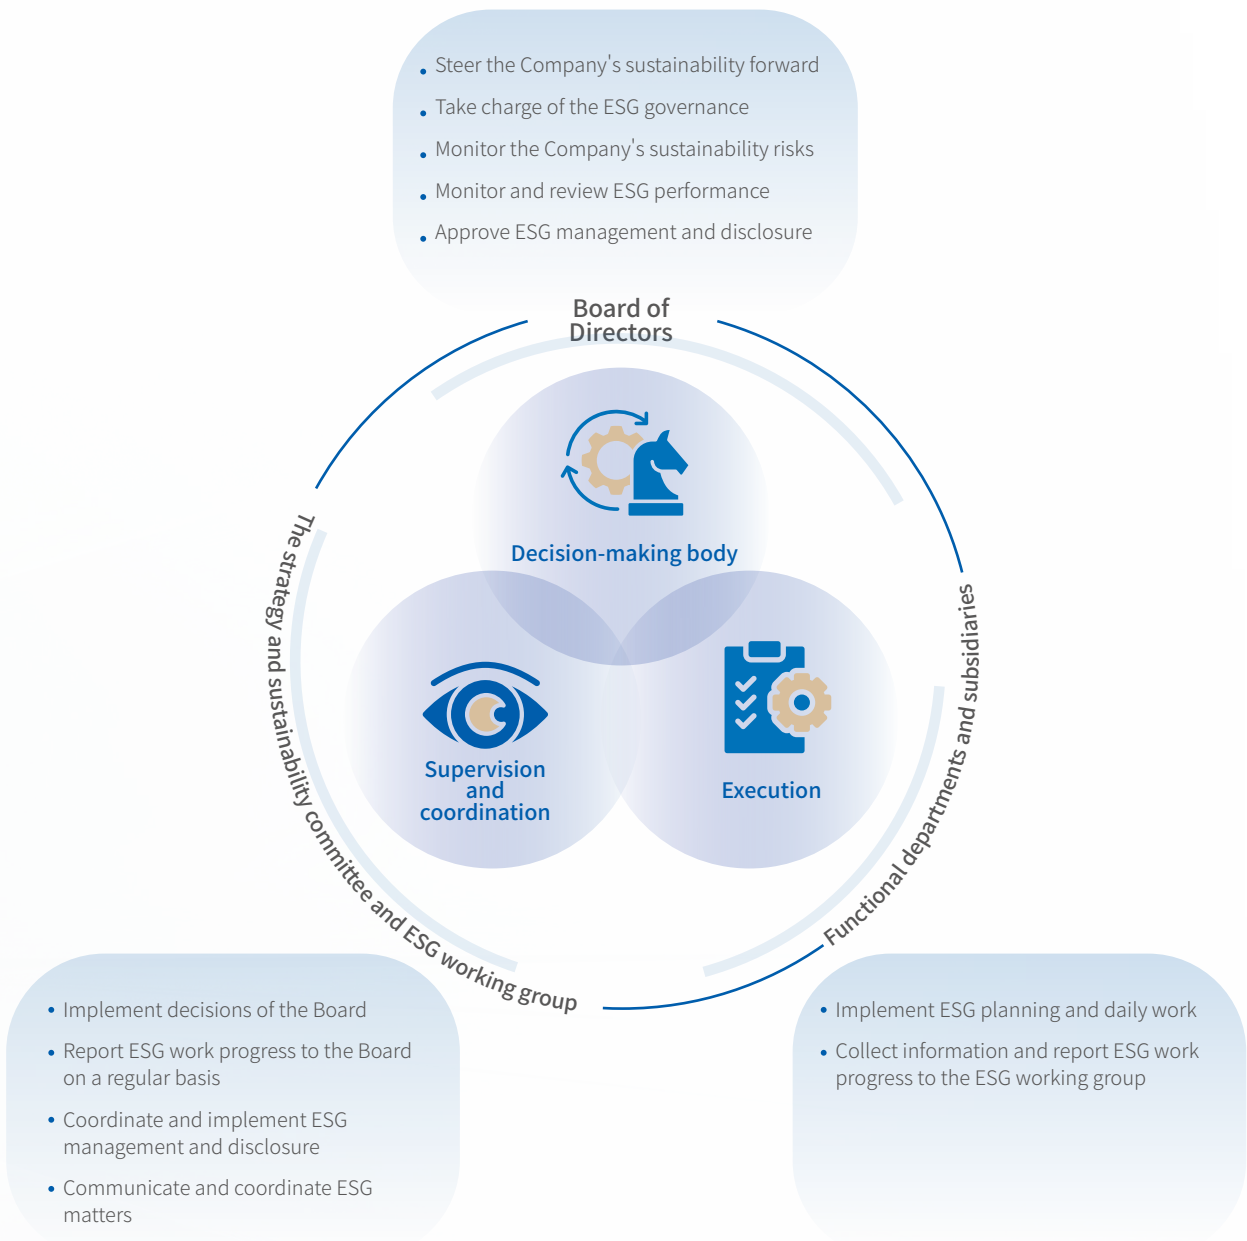 • Steer the Company's sustainability forward
• Take charge of the ESG governance
• Monitor the Company's sustainability risks
• Monitor and review ESG performance
• Approve ESG management and disclosure
Board of
Directors
Decision-making body
The strategy and sustainability committee and ESG working group
Supervision
and
coordination
Execution
Functional departments and subsidiaries
• Implement decisions of the Board
• Report ESG work progress to the Board
on a regular basis
• Coordinate and implement ESG
management and disclosure
• Communicate and coordinate ESG
matters
• Implement ESG planning and daily work
• Collect information and report ESG work
progress to the ESG working group